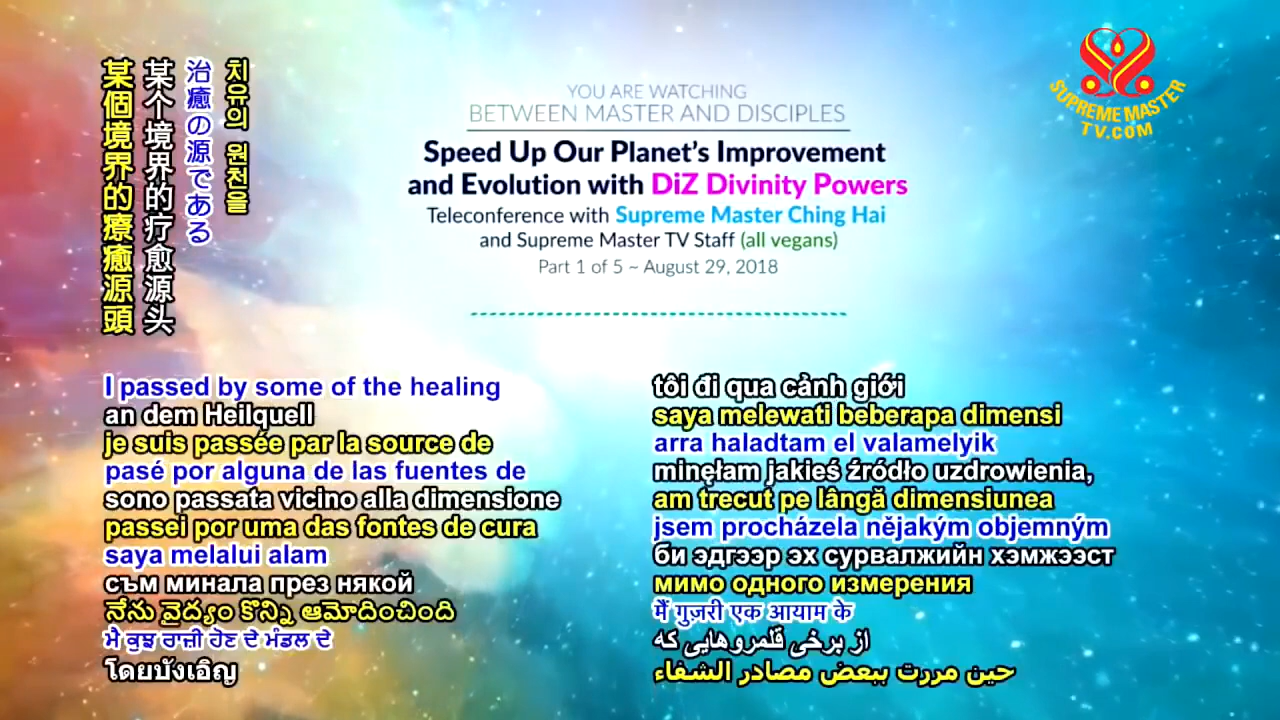 某個境界的療癒源頭
某个境界的疗愈源头
治癒の源である
치유의 원천을
YOU ARE WATCHING
BETWEEN MASTER AND DISCIPLES
Speed Up Our Planet's Improvement
and Evolution with DiZ Divinity Powers
Teleconference with Supreme Master Ching Hai
and Supreme Master TV Staff (all vegans)
Part 1 of 5 ~ August 29, 2018
SUPREME MASTER
TV.COM
I passed by some of the healing
an dem Heilquell
je suis passée par la source de
pasé por alguna de las fuentes de
sono passata vicino alla dimensione
passei por uma das fontes de cura
saya melalui alam
съм минала през някой
నేను వైద్యం కొన్ని ఆమోదించింది
ਮੈ ਕੁਝ ਰਾਜ਼ੀ ਹੋਣ ਦੇ ਮੰਡਲ ਦੇ
โดยบังเอิญ
tôi đi qua cảnh giới
saya melewati beberapa dimensi
arra haladtam el valamelyik
minęłam jakieś źródło uzdrowienia,
am trecut pe lângă dimensiunea
jsem procházela nějakým objemným
би эдгээр эх сурвалжийн хэмжээст
мимо одного измерения
मैं गुज़री एक आयाम के
از برخی قلمروهایی که
حين مررت ببعض مصادر الشفاء